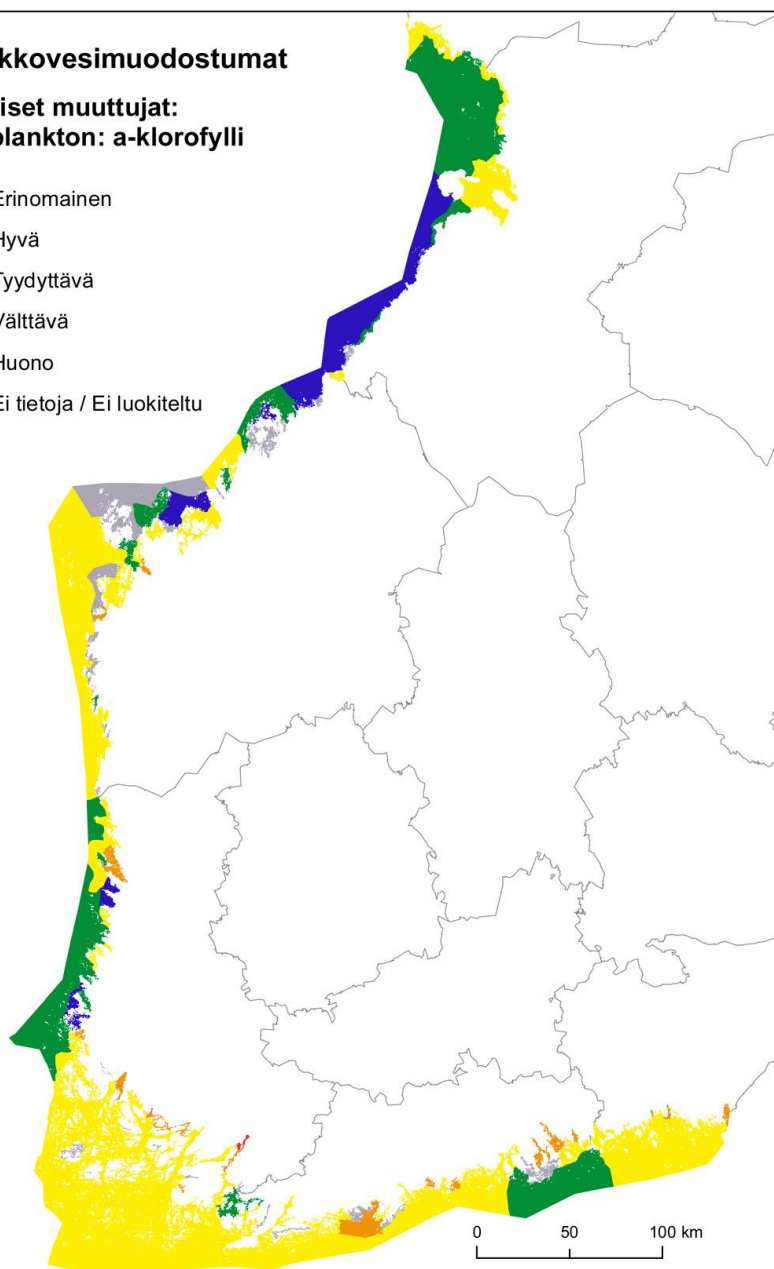 kkovesimuodostumat
iset muuttujat:
plankton: a-klorofylli
Erinomainen
Hyvä
Tyydyttävä
Välttävä
Huono
Ei tietoja / Ei luokiteltu
0 50 100 km